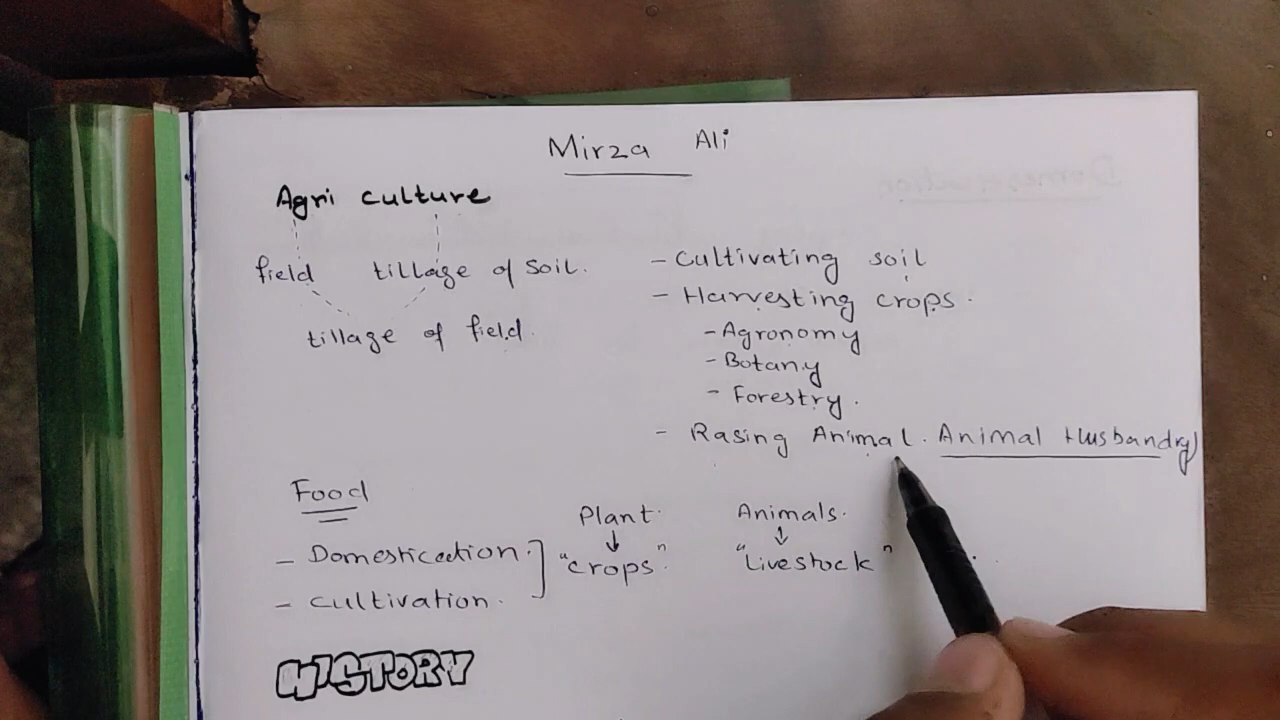 Mirza Ali
Agri culture
field tillage of soil.
tillage of field.
- Cultivating soil
- Harvesting crops.
- Agronomy
- Botany
- Forestry.
- Rasing Animal. Animal Husbandry
Food
- Domestication.
- Cultivation.
Plant. Animals.
"crops". "Livestock"
HISTORY